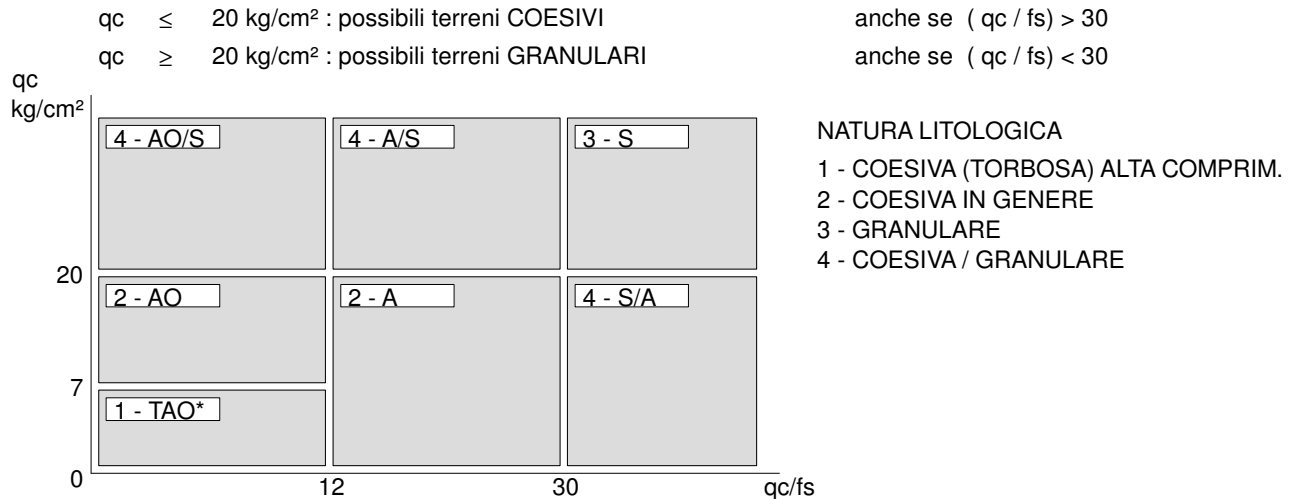 qc ≤ 20 kg/cm² : possibili terreni COESIVI anche se ( qc / fs) > 30
qc ≥ 20 kg/cm² : possibili terreni GRANULARI anche se ( qc / fs) < 30
qc
kg/cm²
4 - AO/S 4 - A/S 3 - S
NATURA LITOLOGICA
1 - COESIVA (TORBOSA) ALTA COMPRIM.
2 - COESIVA IN GENERE
3 - GRANULARE
4 - COESIVA / GRANULARE
20
2 - AO 2 - A 4 - S/A
7
1 - TAO*
0
12 30 qc/fs